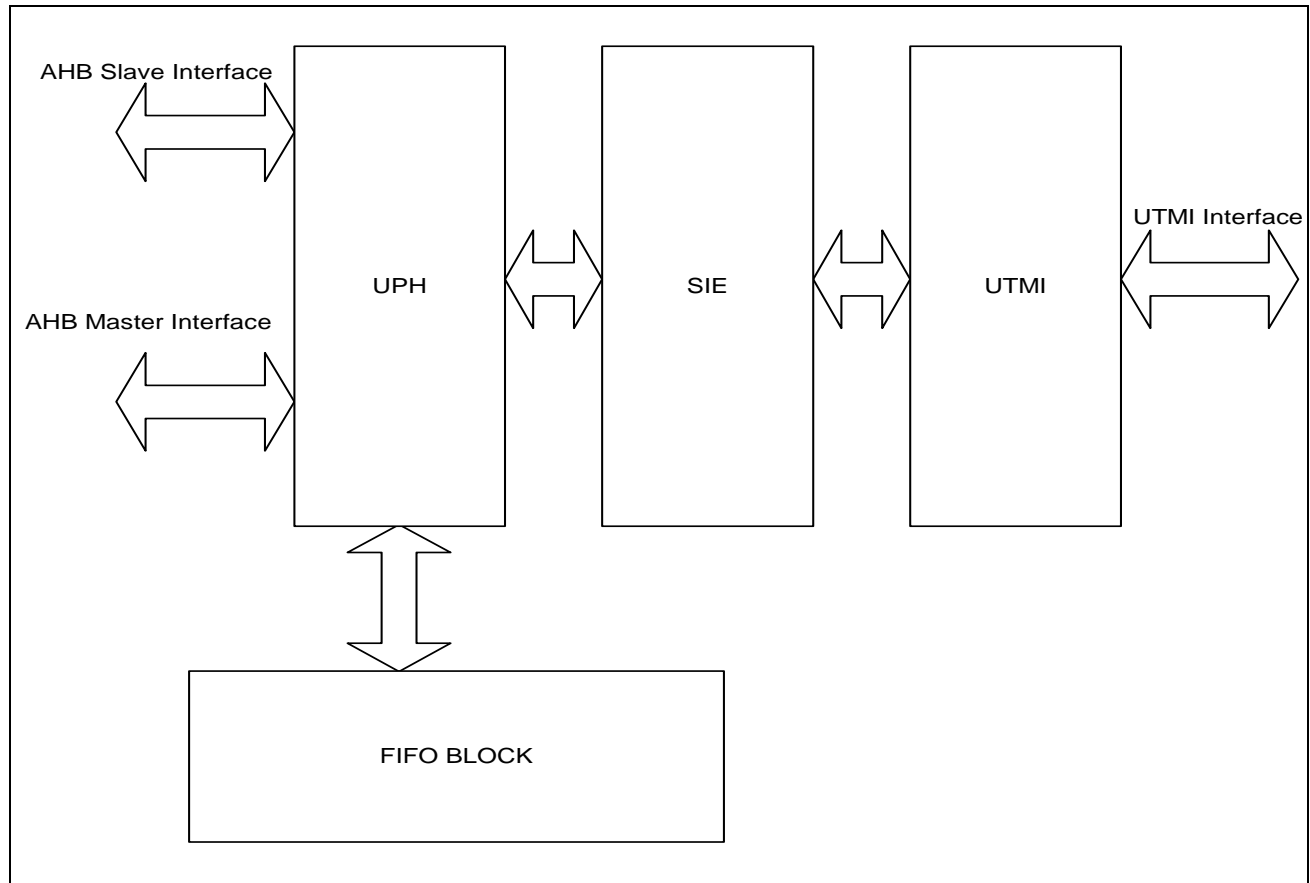 AHB Slave Interface
UTMI Interface
UPH
SIE
UTMI
AHB Master Interface
FIFO BLOCK